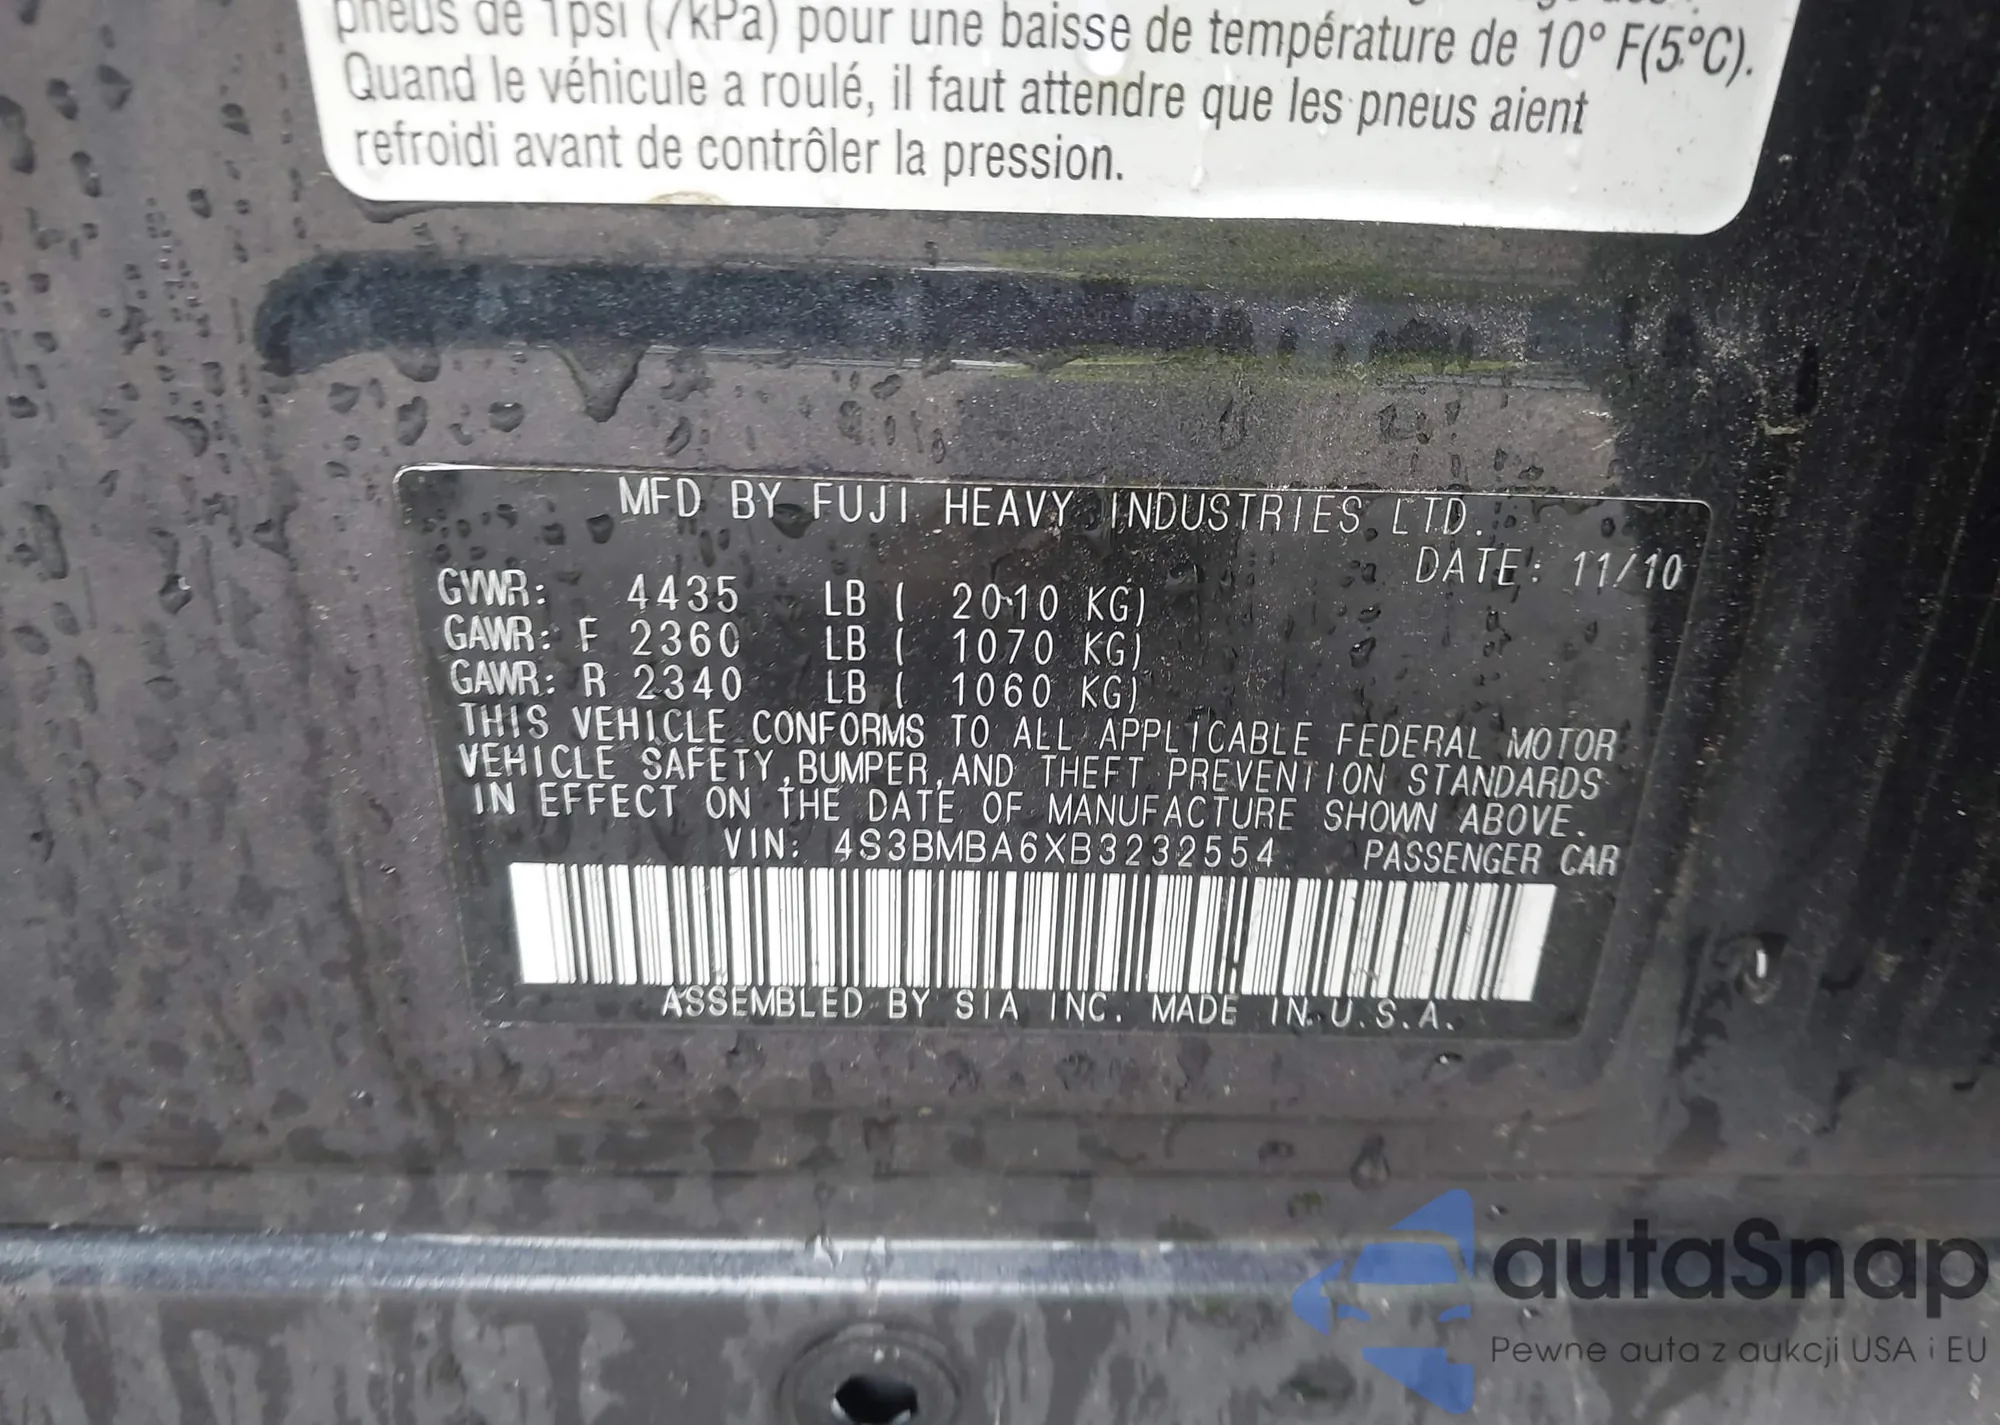 pneus de 1psi (7kPa) pour une baisse de température de 10° F(5°C).
Quand le véhicule a roulé, il faut attendre que les pneus aient
refroidi avant de contrôler la pression.
MFD BY FUJI HEAVY INDUSTRIES LTD.
DATE: 11/10
GVWR: 4435 LB ( 2010 KG)
GAWR: F 2360 LB ( 1070 KG)
GAWR: R 2340 LB ( 1060 KG)
THIS VEHICLE CONFORMS TO ALL APPLICABLE FEDERAL MOTOR
VEHICLE SAFETY,BUMPER,AND THEFT PREVENTION STANDARDS
IN EFFECT ON THE DATE OF MANUFACTURE SHOWN ABOVE.
VIN: 4S3BMBA6XB3232554 PASSENGER CAR
ASSEMBLED BY SIA INC. MADE IN U.S.A.
autaSnap
Pewne auta z aukcji USA i EU